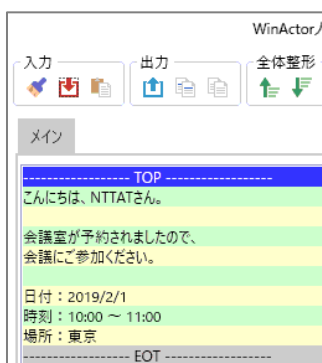 WinActor
入力
出力
全体整形
メイン
------------------ TOP ------------------
こんにちは、NTTATさん。
会議室が予約されましたので、
会議にご参加ください。
日付：2019/2/1
時刻：10:00 ～ 11:00
場所：東京
------------------ EOT ------------------